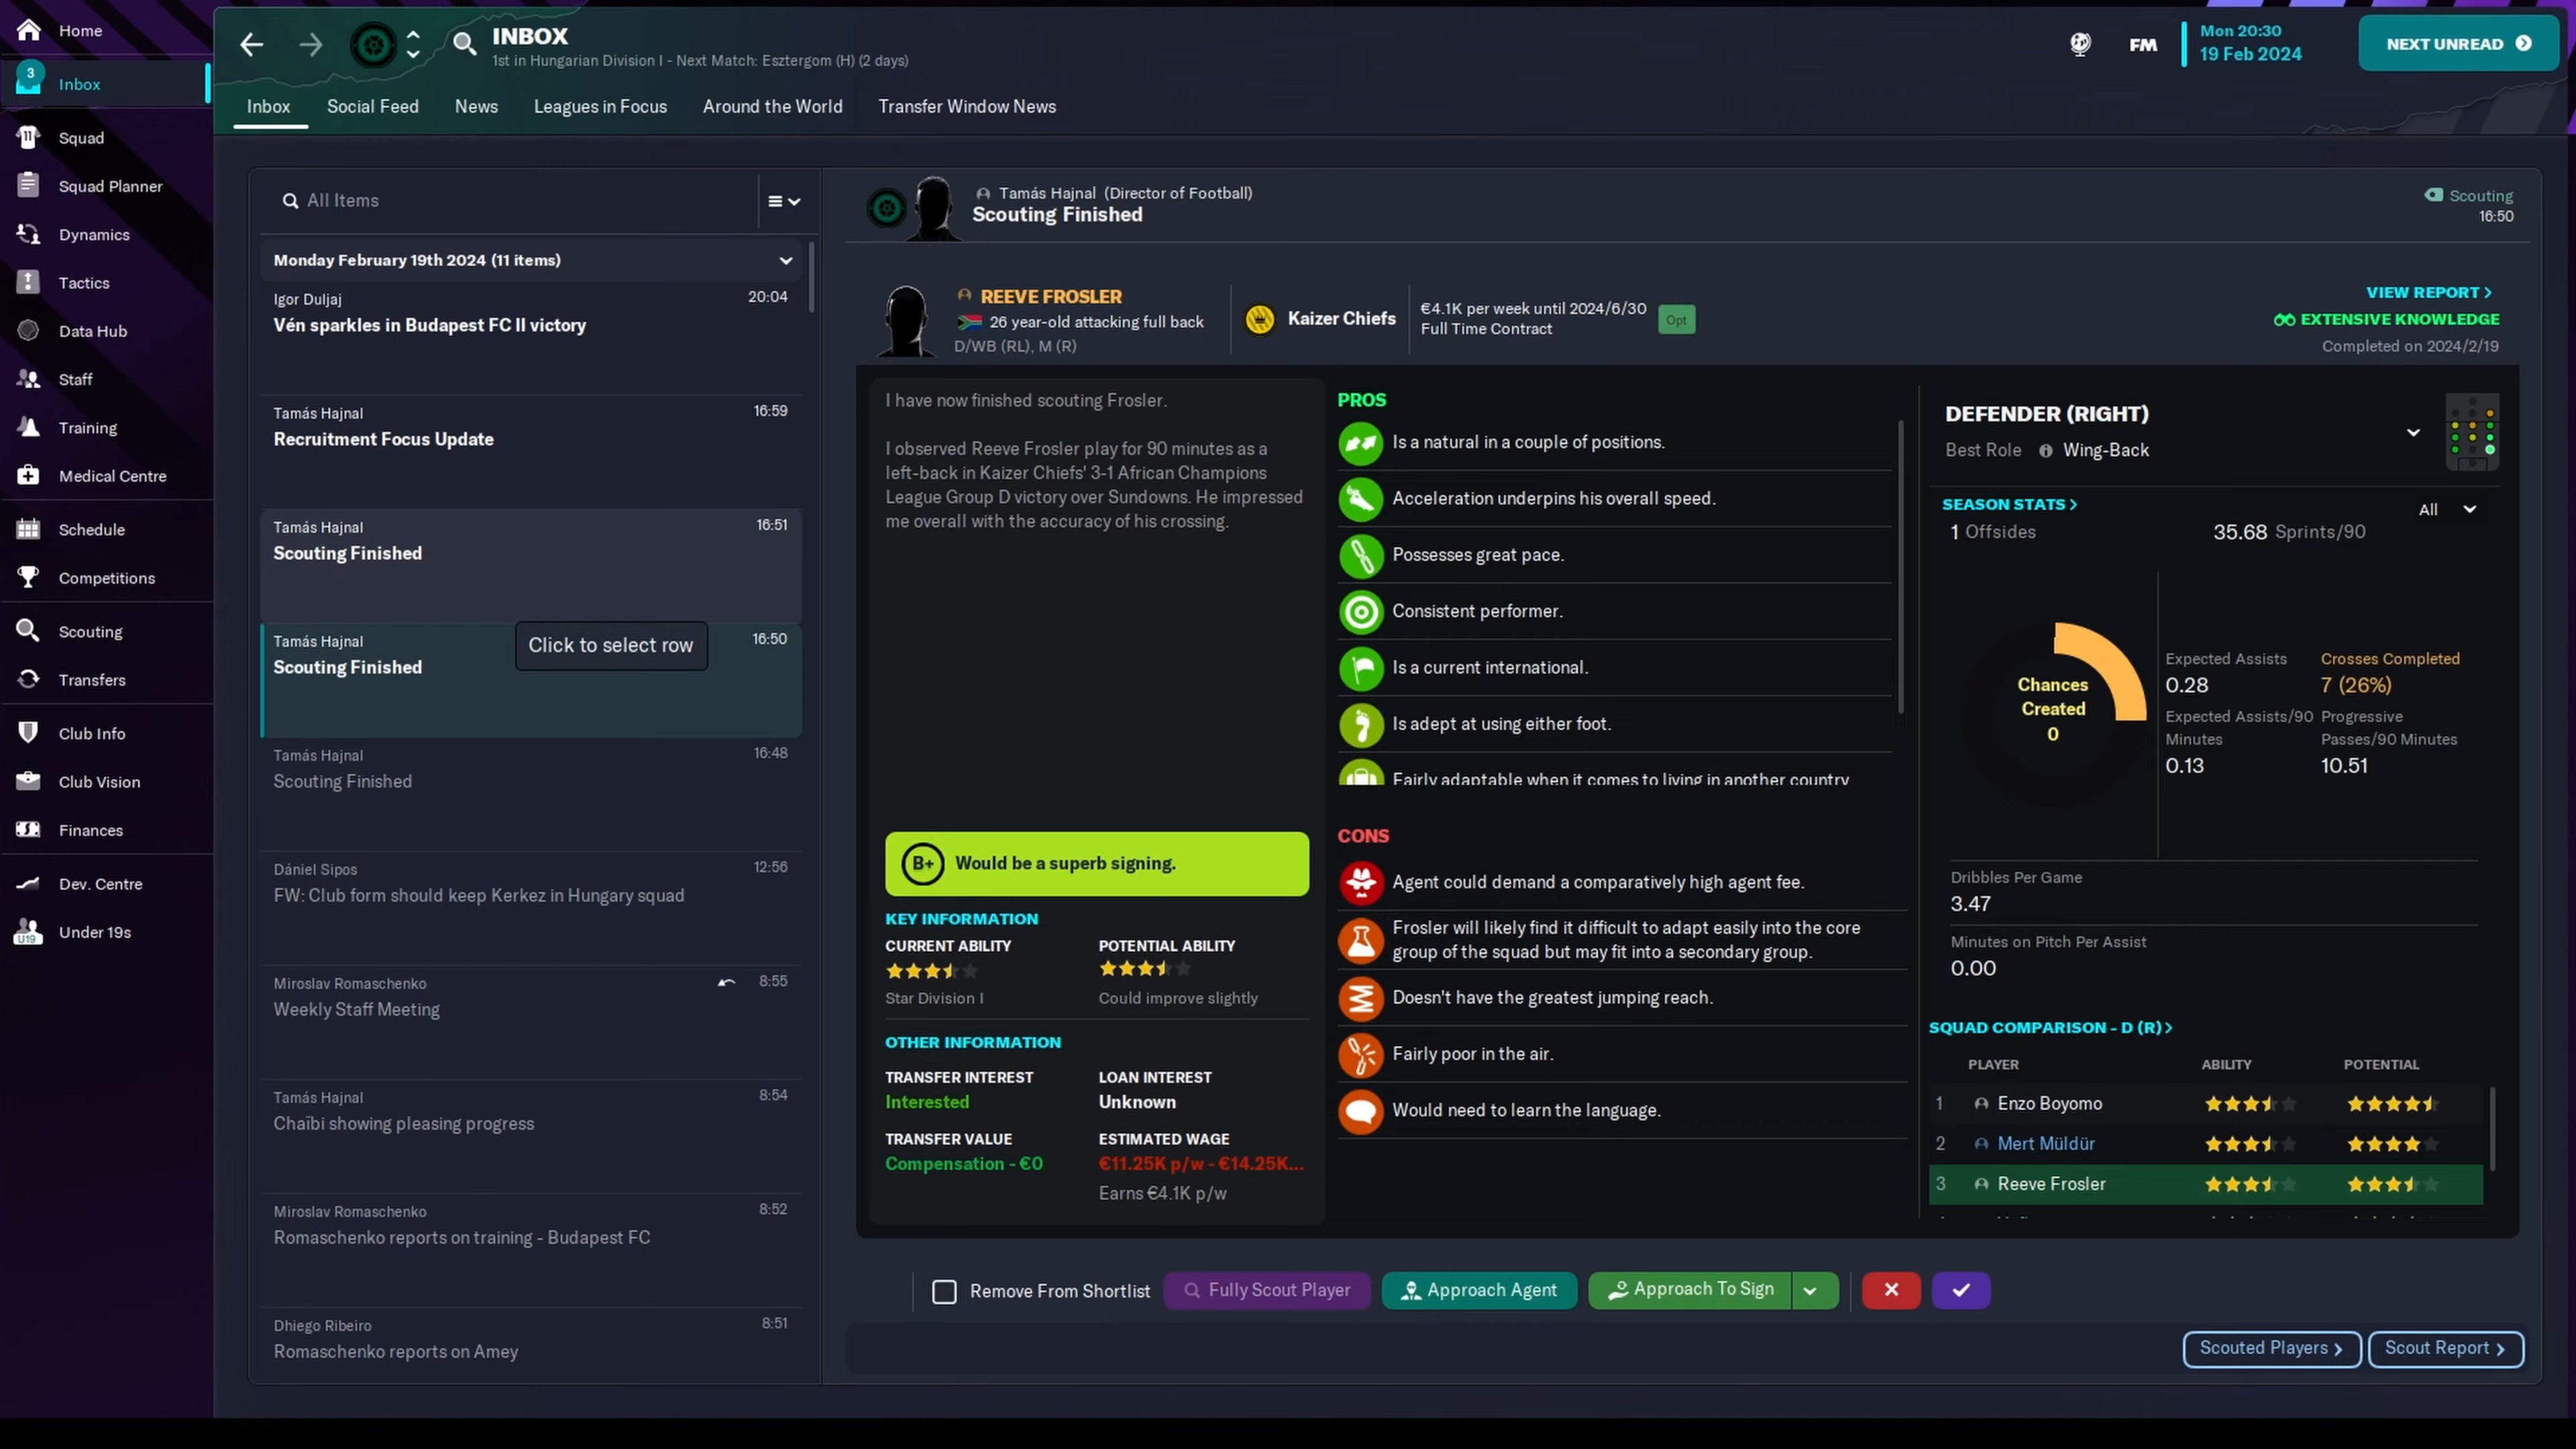 Home
3
Inbox
Squad
Squad Planner
Dynamics
Tactics
Data Hub
Staff
Training
Medical Centre
Schedule
Competitions
Scouting
Transfers
Club Info
Club Vision
Finances
Dev. Centre
U19
Under 19s
INBOX
1st in Hungarian Division I - Next Match: Esztergom (H) (2 days)
FM
Mon 20:30
19 Feb 2024
NEXT UNREAD
Inbox
Social Feed
News
Leagues in Focus
Around the World
Transfer Window News
All Items
Monday February 19th 2024 (11 items)
Igor Duljaj
20:04
Vén sparkles in Budapest FC II victory
Tamás Hajnal
16:59
Recruitment Focus Update
Tamás Hajnal
16:51
Scouting Finished
Tamás Hajnal
16:50
Scouting Finished
Click to select row
Tamás Hajnal
16:48
Scouting Finished
Dániel Sipos
12:56
FW: Club form should keep Kerkez in Hungary squad
Miroslav Romaschenko
8:55
Weekly Staff Meeting
Tamás Hajnal
8:54
Chaïbi showing pleasing progress
Miroslav Romaschenko
8:52
Romaschenko reports on training - Budapest FC
Dhiego Ribeiro
8:51
Romaschenko reports on Amey
Tamás Hajnal (Director of Football)
Scouting Finished
Scouting
16:50
REEVE FROSLER
26 year-old attacking full back
D/WB (RL), M (R)
Kaizer Chiefs
€4.1K per week until 2024/6/30
Full Time Contract
Opt
VIEW REPORT
EXTENSIVE KNOWLEDGE
Completed on 2024/2/19
I have now finished scouting Frosler.
I observed Reeve Frosler play for 90 minutes as a
left-back in Kaizer Chiefs' 3-1 African Champions
League Group D victory over Sundowns. He impressed
me overall with the accuracy of his crossing.
B+
Would be a superb signing.
KEY INFORMATION
CURRENT ABILITY
POTENTIAL ABILITY
Star Division I
Could improve slightly
OTHER INFORMATION
TRANSFER INTEREST
LOAN INTEREST
Interested
Unknown
TRANSFER VALUE
ESTIMATED WAGE
Compensation - €0
€11.25K p/w - €14.25K...
Earns €4.1K p/w
PROS
Is a natural in a couple of positions.
Acceleration underpins his overall speed.
Possesses great pace.
Consistent performer.
Is a current international.
Is adept at using either foot.
Fairly adaptable when it comes to living in another country
CONS
Agent could demand a comparatively high agent fee.
Frosler will likely find it difficult to adapt easily into the core
group of the squad but may fit into a secondary group.
Doesn't have the greatest jumping reach.
Fairly poor in the air.
Would need to learn the language.
DEFENDER (RIGHT)
Best Role
Wing-Back
SEASON STATS
All
1 Offsides
35.68 Sprints/90
Chances
Created
0
Expected Assists
0.28
Crosses Completed
7 (26%)
Expected Assists/90
Minutes
0.13
Progressive
Passes/90 Minutes
10.51
Dribbles Per Game
3.47
Minutes on Pitch Per Assist
0.00
SQUAD COMPARISON - D (R)
PLAYER
ABILITY
POTENTIAL
1 Enzo Boyomo
2 Mert Müldür
3 Reeve Frosler
Remove From Shortlist
Fully Scout Player
Approach Agent
Approach To Sign
Scouted Players
Scout Report